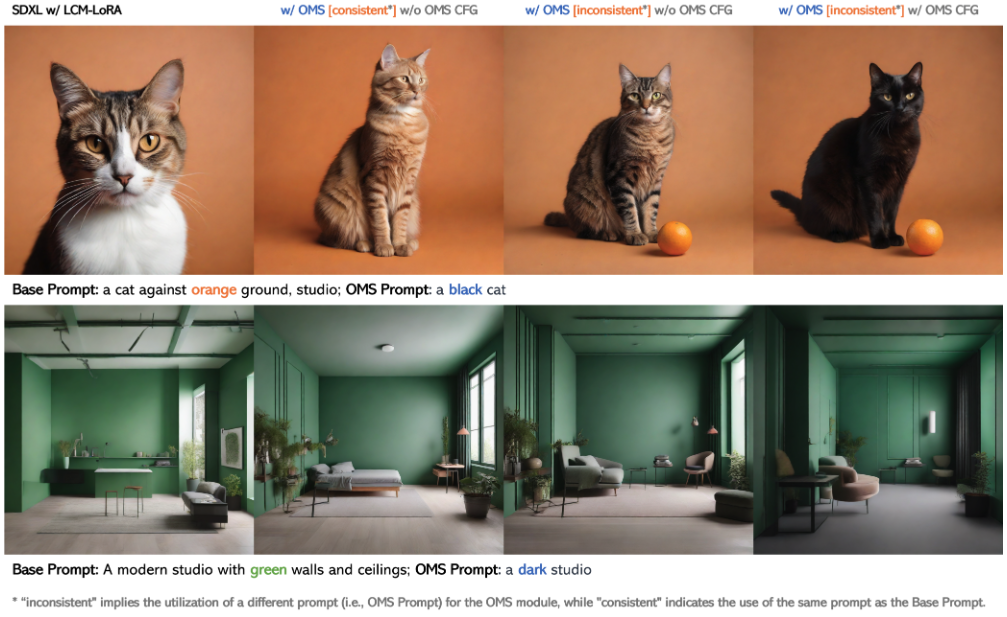 SDXL w/ LCM-LoRA
w/ OMS [consistent*] w/o OMS CFG
w/ OMS [inconsistent*] w/o OMS CFG
w/ OMS [inconsistent*] w/ OMS CFG
Base Prompt: a cat against orange ground, studio; OMS Prompt: a black cat
Base Prompt: A modern studio with green walls and ceilings; OMS Prompt: a dark studio
* "inconsistent" implies the utilization of a different prompt (i.e., OMS Prompt) for the OMS module, while "consistent" indicates the use of the same prompt as the Base Prompt.